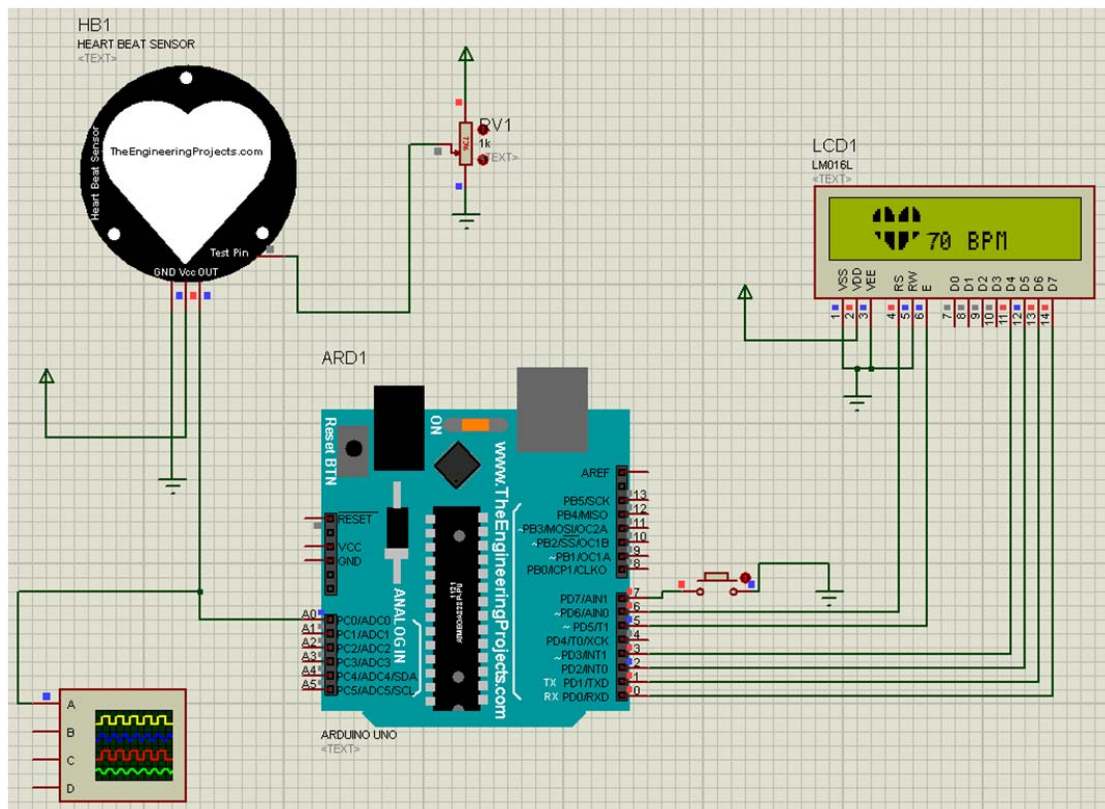 HB1
HEART BEAT SENSOR
<TEXT>
TheEngineeringProjects.com
Heart Beat Sensor
Test Pin
GND Vcc OUT
RV1
1k
<TEXT>
LCD1
LM016L
<TEXT>
70 BPM
VSS
VDD
VEE
RS
RW
E
D0
D1
D2
D3
D4
D5
D6
D7
1
2
3
4
5
6
7
8
9
10
11
12
13
14
ARD1
Reset BTN
ON
www.TheEngineeringProjects.com
ANALOG IN
RESET
VCC
GND
A0 PC0/ADC0
A1 PC1/ADC1
A2 PC2/ADC2
A3 PC3/ADC3
A4 PC4/ADC4/SDA
A5 PC5/ADC5/SCL
AREF
PB5/SCK 13
PB4/MISO 12
~PB3/MOSI/OC2A 11
~PB2/SS/OC1B 10
~PB1/OC1A 9
PB0/ICP1/CLKO 8
PD7/AIN1 7
~PD6/AIN0 6
~PD5/T1 5
PD4/T0/XCK 4
~PD3/INT1 3
PD2/INT0 2
TX PD1/TXD 1
RX PD0/RXD 0
ARDUINO UNO
<TEXT>
A
B
C
D